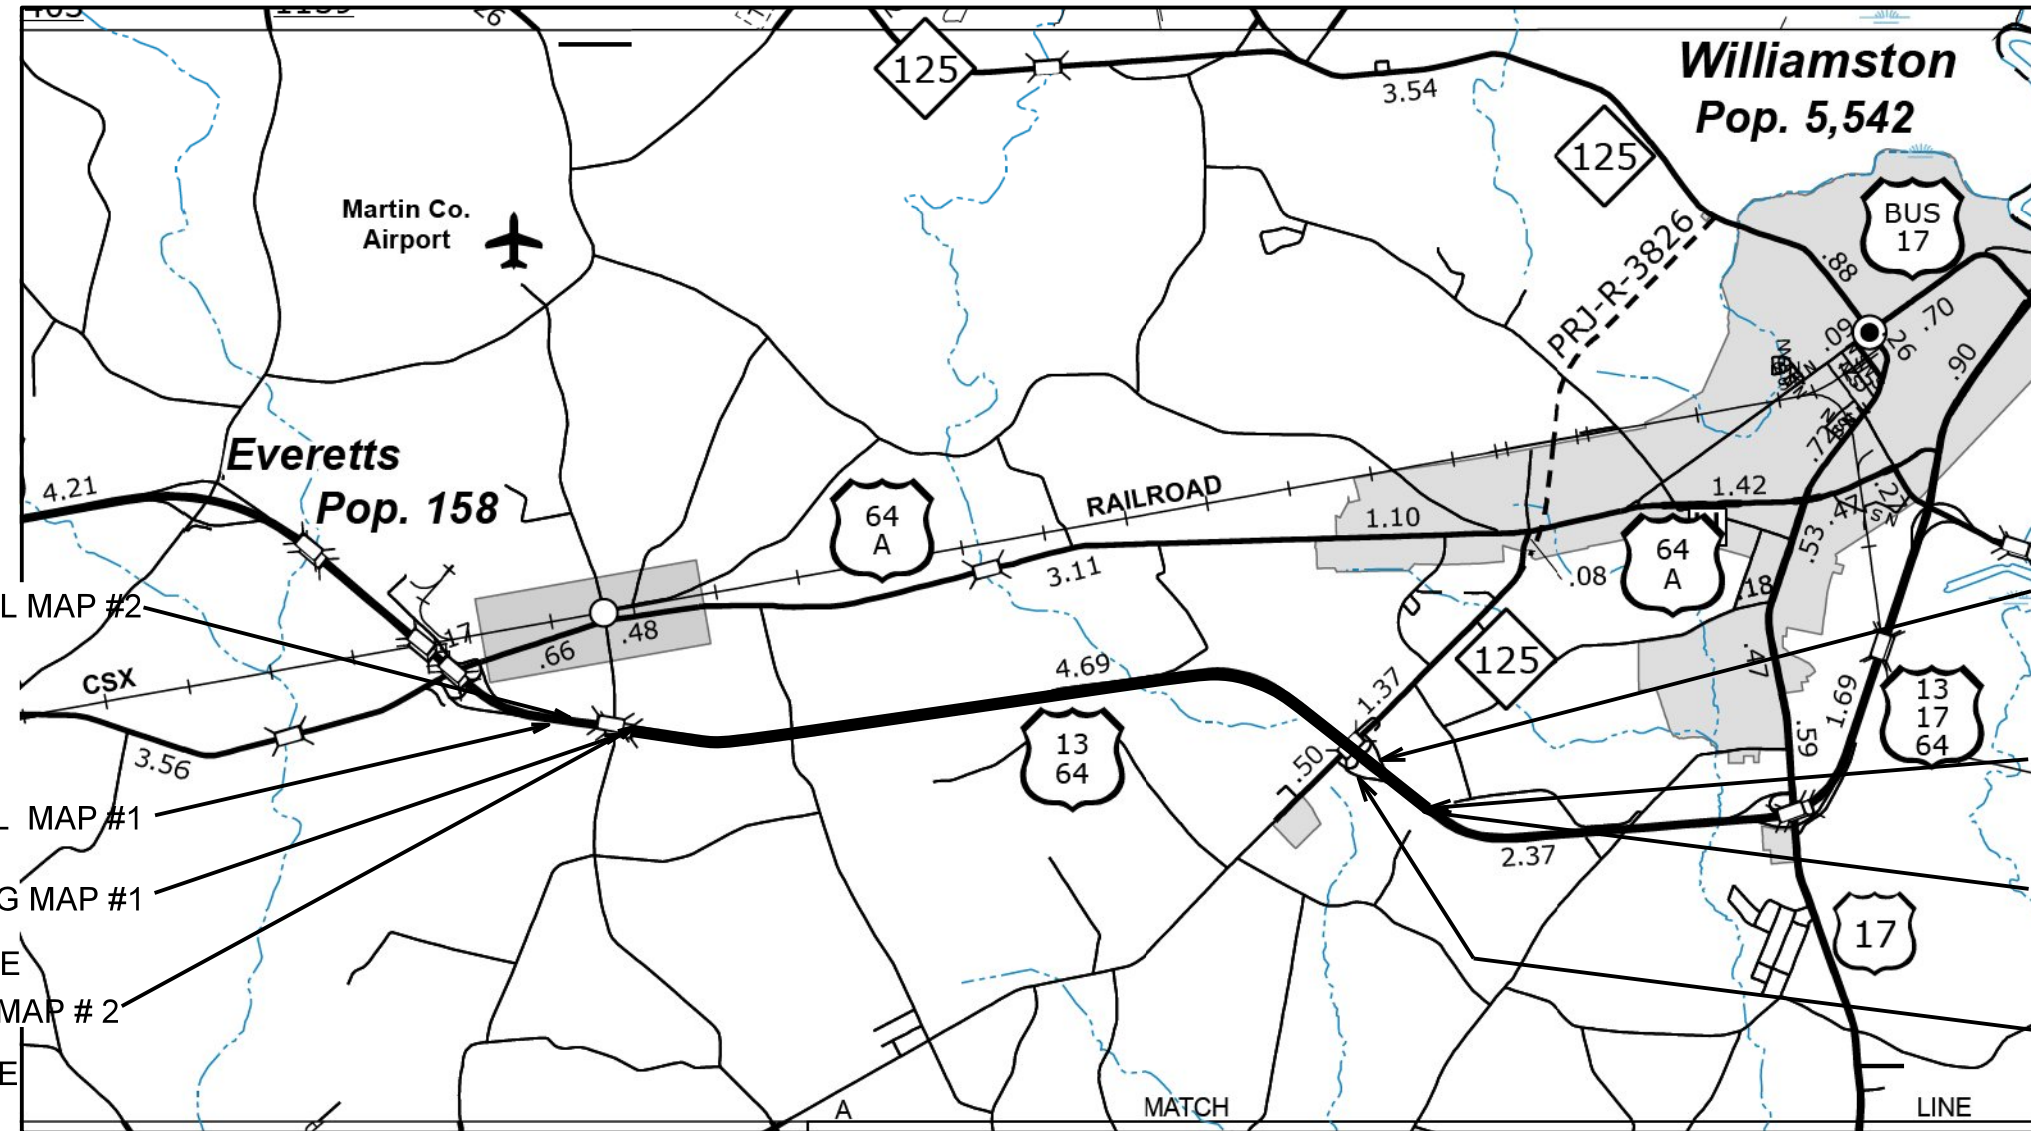 125
Williamston
3.54
Pop. 5,542
125
BUS
17
Martin Co.
Airport
PRJ-R-3826
.88
.70
.09
.26
.90
Everetts
4.21
Pop. 158
RAILROAD
64
A
1.10
1.42
.72
.47
.53
64
A
3.11
.08
.18
L MAP #2
.17
.66
.48
CSX
4.69
125
1.37
.47
1.69
13
17
64
3.56
13
64
.50
.59
L MAP #1
2.37
G MAP #1
17
E
MAP # 2
E
A
MATCH
LINE